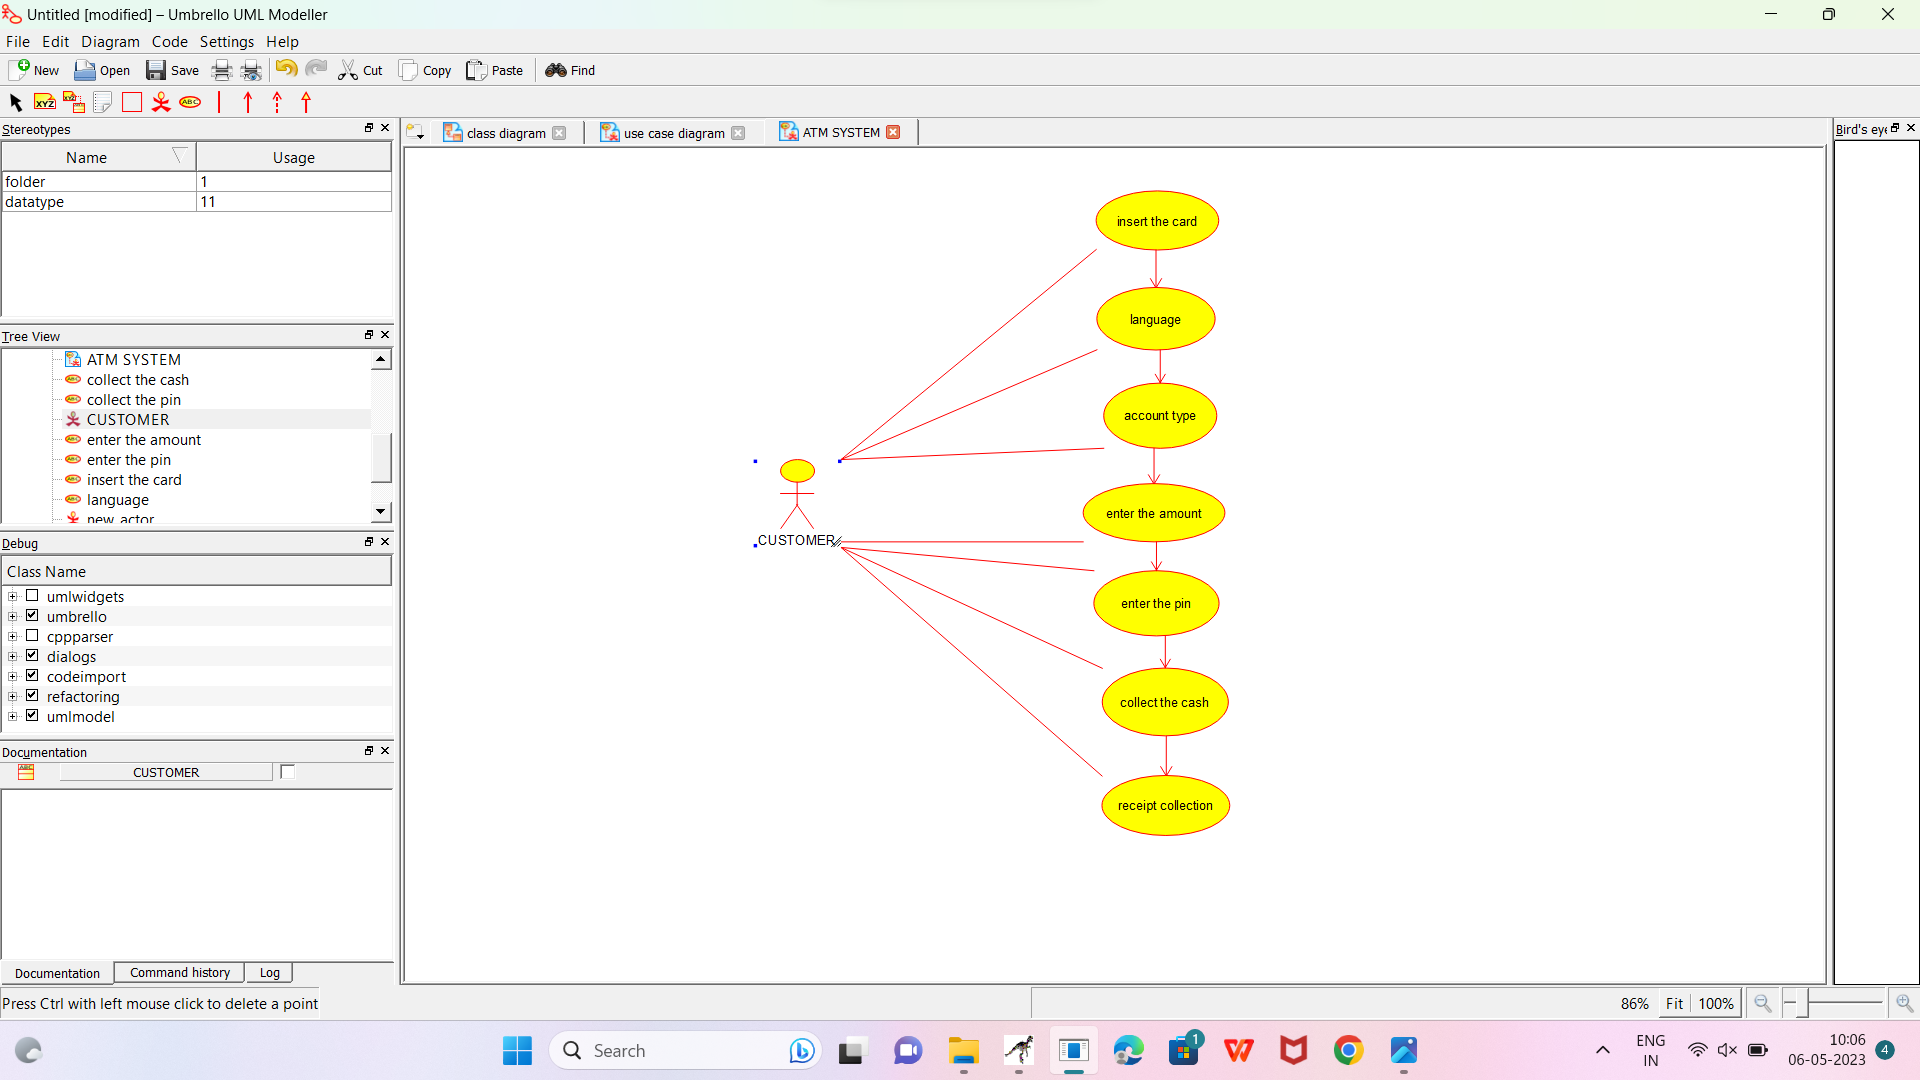 Untitled [modified] – Umbrello UML Modeller
File Edit Diagram Code Settings Help
New Open Save Cut Copy Paste Find
XYZ XYZ ABC
Stereotypes
Name Usage
folder 1
datatype 11
Tree View
ATM SYSTEM
collect the cash
collect the pin
CUSTOMER
enter the amount
enter the pin
insert the card
language
new_actor
Debug
Class Name
umlwidgets
umbrello
cppparser
dialogs
codeimport
refactoring
umlmodel
Documentation
CUSTOMER
Documentation Command history Log
Press Ctrl with left mouse click to delete a point
class diagram use case diagram ATM SYSTEM
insert the card
language
account type
enter the amount
enter the pin
collect the cash
receipt collection
CUSTOMER
Bird's eye
86% Fit 100%
Search
1
ENG
IN
10:06
06-05-2023
4